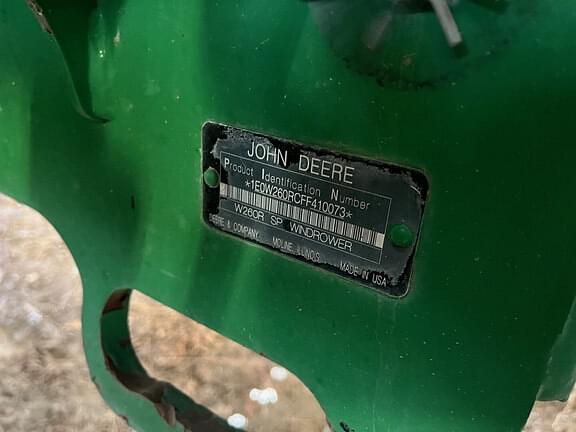 JOHN DEERE
Product Identification Number
*1E0W260RCFF410073*
W260R SP WINDROWER
DEERE & COMPANY MOLINE, ILLINOIS MADE IN USA